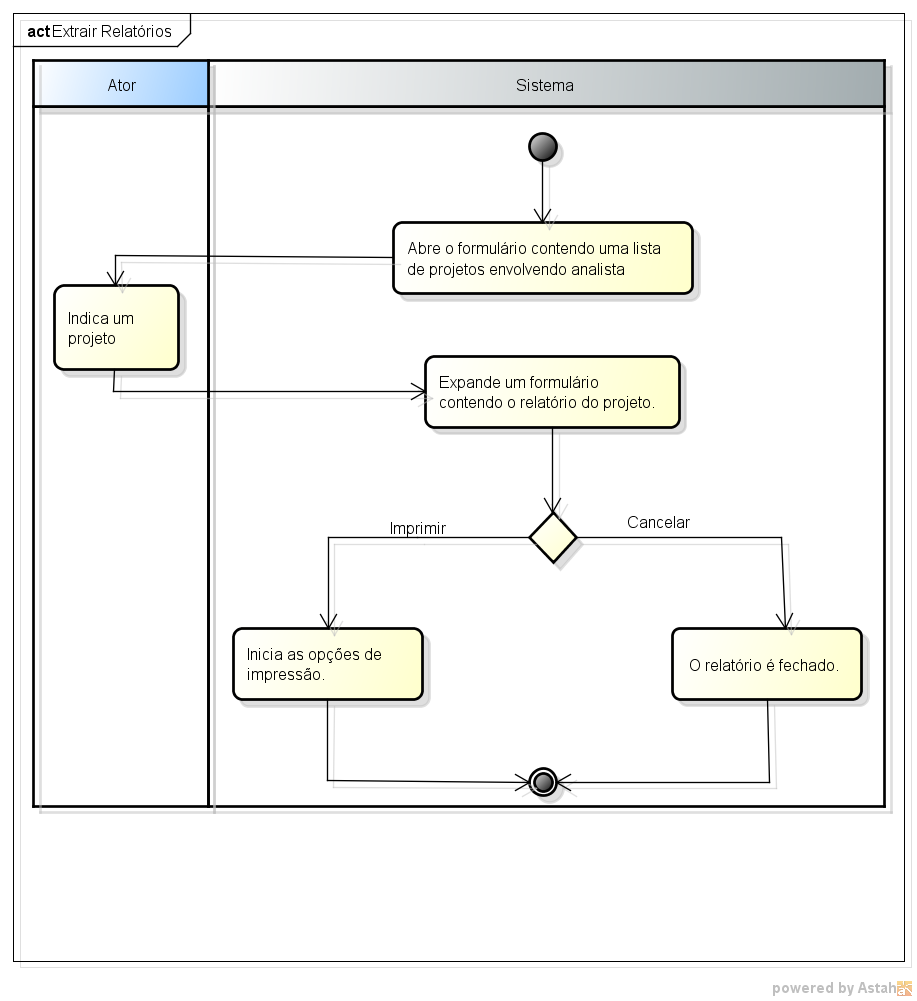 act Extrair Relatórios
Ator
Sistema
Abre o formulário contendo uma lista
de projetos envolvendo analista
Indica um
projeto
Expande um formulário
contendo o relatório do projeto.
Imprimir
Cancelar
Inicia as opções de
impressão.
O relatório é fechado.
powered by Astah